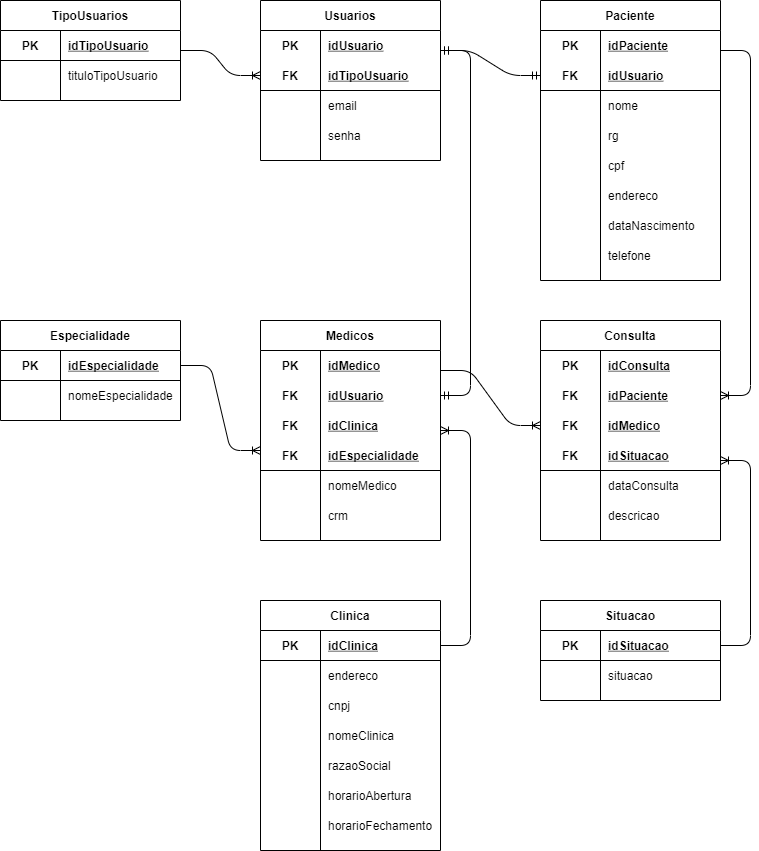 TipoUsuarios
PK idTipoUsuario
tituloTipoUsuario
Usuarios
PK idUsuario
FK idTipoUsuario
email
senha
Paciente
PK idPaciente
FK idUsuario
nome
rg
cpf
endereco
dataNascimento
telefone
Especialidade
PK idEspecialidade
nomeEspecialidade
Medicos
PK idMedico
FK idUsuario
FK idClinica
FK idEspecialidade
nomeMedico
crm
Consulta
PK idConsulta
FK idPaciente
FK idMedico
FK idSituacao
dataConsulta
descricao
Clinica
PK idClinica
endereco
cnpj
nomeClinica
razaoSocial
horarioAbertura
horarioFechamento
Situacao
PK idSituacao
situacao